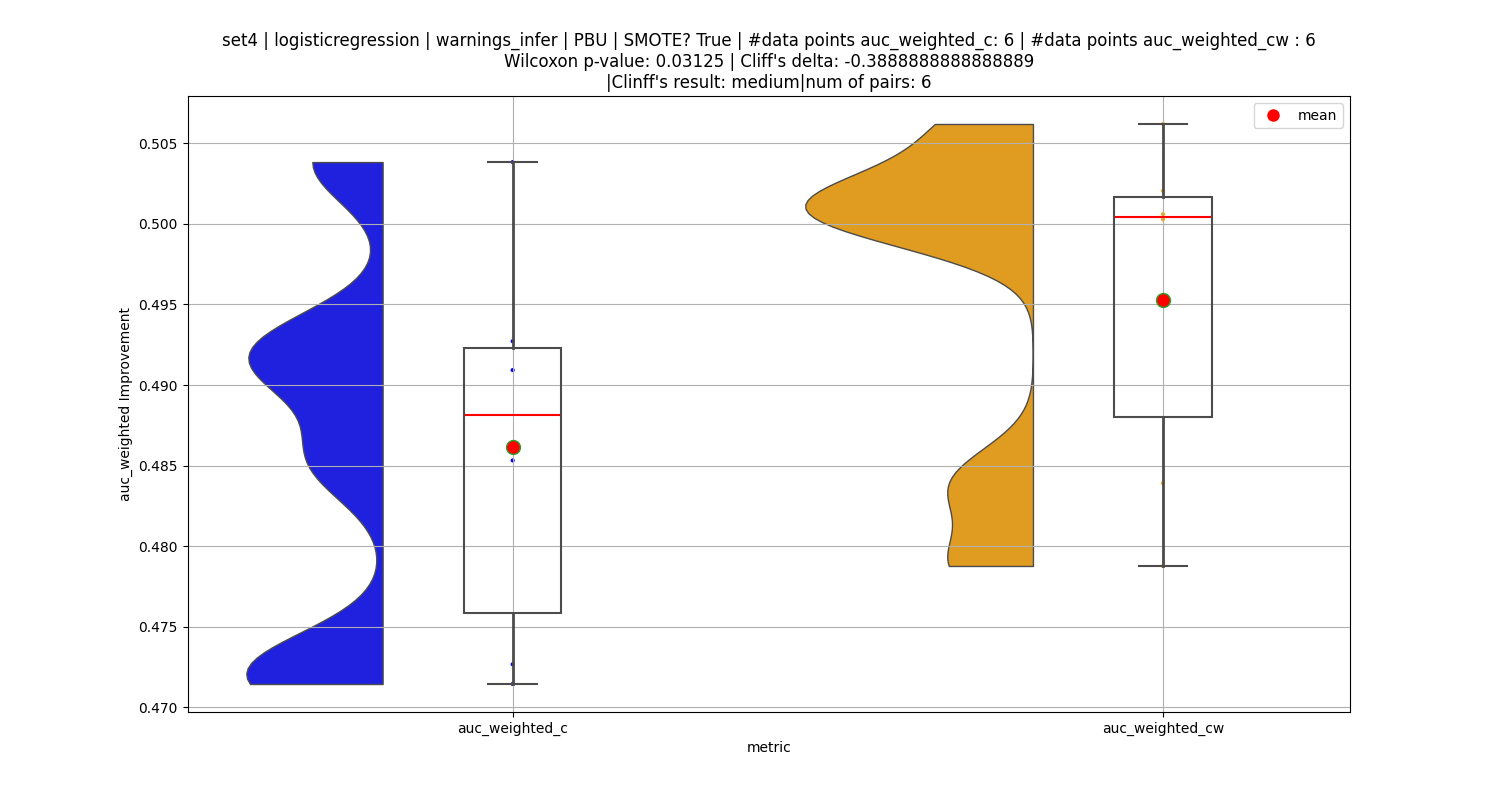 set4 | logisticregression | warnings_infer | PBU | SMOTE? True | #data points auc_weighted_c: 6 | #data points auc_weighted_cw : 6
Wilcoxon p-value: 0.03125 | Cliff's delta: -0.3888888888888889
|Clinff's result: medium|num of pairs: 6
mean
0.505
0.500
0.495
0.490
0.485
0.480
0.475
0.470
auc_weighted Improvement
auc_weighted_c
auc_weighted_cw
metric